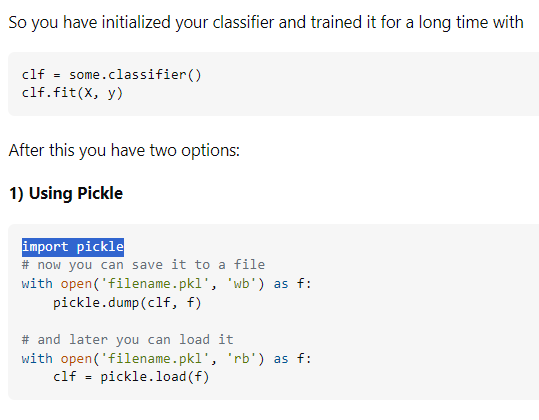 So you have initialized your classifier and trained it for a long time with
clf = some.classifier()
clf.fit(X, y)
After this you have two options:
1) Using Pickle
import pickle
# now you can save it to a file
with open('filename.pkl', 'wb') as f:
    pickle.dump(clf, f)
# and later you can load it
with open('filename.pkl', 'rb') as f:
    clf = pickle.load(f)